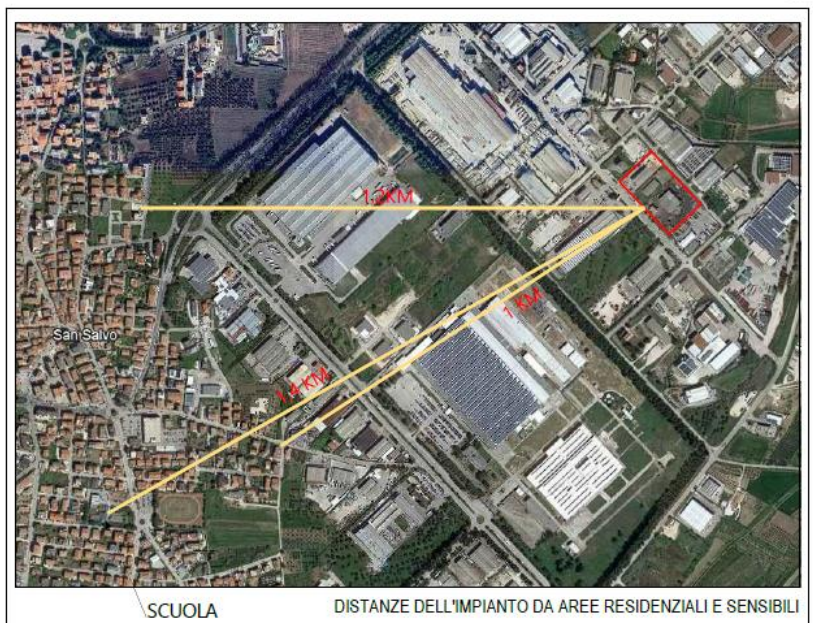 1.2KM
1 KM
San Salvo
1.4 KM
SCUOLA
DISTANZE DELL'IMPIANTO DA AREE RESIDENZIALI E SENSIBILI